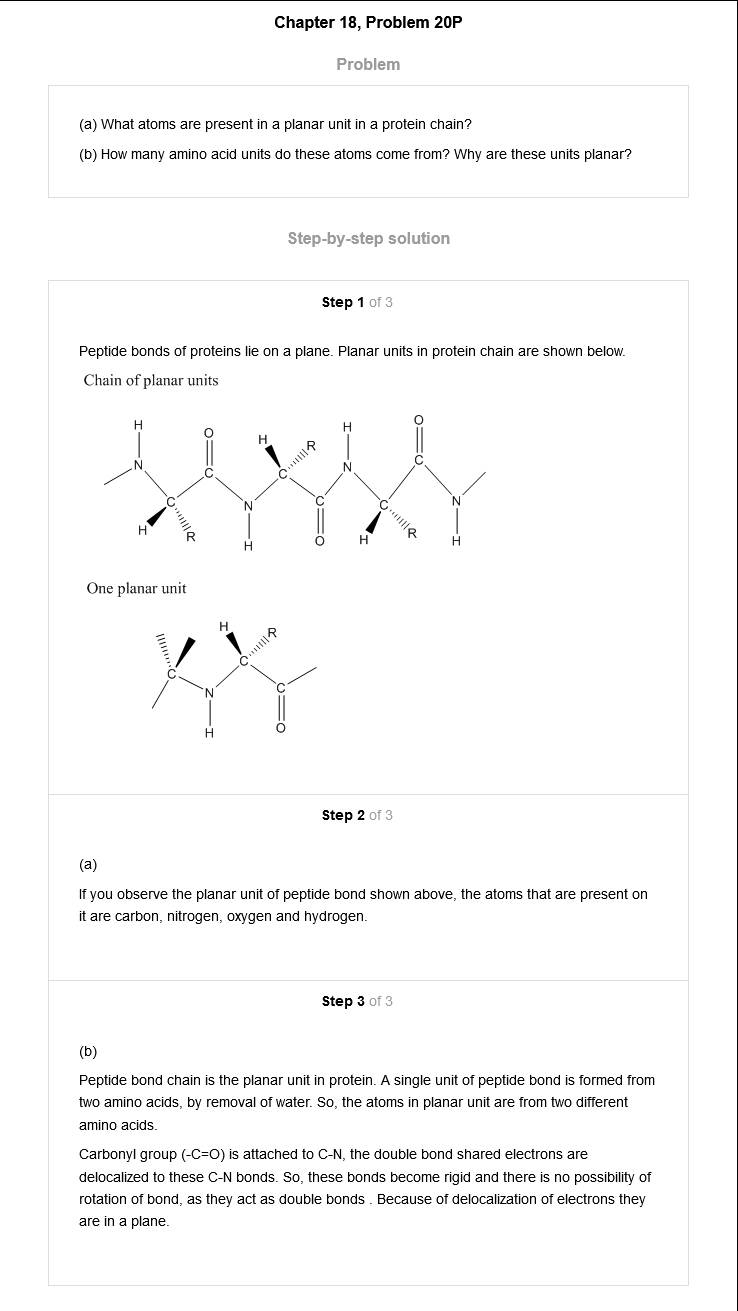 Chapter 18, Problem 20P
Problem
(a) What atoms are present in a planar unit in a protein chain?
(b) How many amino acid units do these atoms come from? Why are these units planar?
Step-by-step solution
Step 1 of 3
Peptide bonds of proteins lie on a plane. Planar units in protein chain are shown below.
Chain of planar units
H O H R H O
N C C N C
C N C C N
H R H O H R H
One planar unit
H R
C C
N C
H O
Step 2 of 3
(a)
If you observe the planar unit of peptide bond shown above, the atoms that are present on
it are carbon, nitrogen, oxygen and hydrogen.
Step 3 of 3
(b)
Peptide bond chain is the planar unit in protein. A single unit of peptide bond is formed from
two amino acids, by removal of water. So, the atoms in planar unit are from two different
amino acids.
Carbonyl group (-C=O) is attached to C-N, the double bond shared electrons are
delocalized to these C-N bonds. So, these bonds become rigid and there is no possibility of
rotation of bond, as they act as double bonds . Because of delocalization of electrons they
are in a plane.